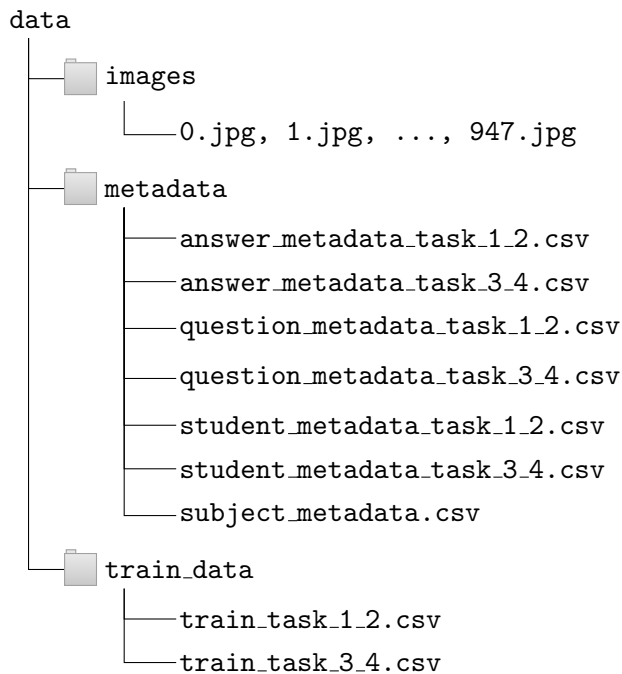 data
images
0.jpg, 1.jpg, ..., 947.jpg
metadata
answer_metadata_task_1_2.csv
answer_metadata_task_3_4.csv
question_metadata_task_1_2.csv
question_metadata_task_3_4.csv
student_metadata_task_1_2.csv
student_metadata_task_3_4.csv
subject_metadata.csv
train_data
train_task_1_2.csv
train_task_3_4.csv